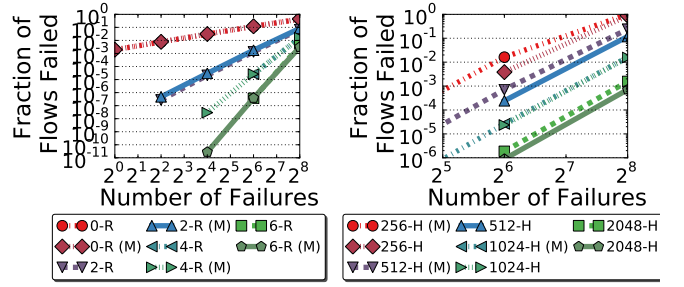 Fraction of
Flows Failed
10^0
10^-1
10^-2
10^-3
10^-4
10^-5
10^-6
10^-7
10^-8
10^-9
10^-10
10^-11
2^0 2^1 2^2 2^3 2^4 2^5 2^6 2^7 2^8
Number of Failures
0-R
0-R (M)
2-R
2-R (M)
4-R
4-R (M)
6-R
6-R (M)
Fraction of
Flows Failed
10^0
10^-1
10^-2
10^-3
10^-4
10^-5
10^-6
2^5 2^6 2^7 2^8
Number of Failures
256-H (M)
256-H
512-H (M)
512-H
1024-H (M)
1024-H
2048-H
2048-H